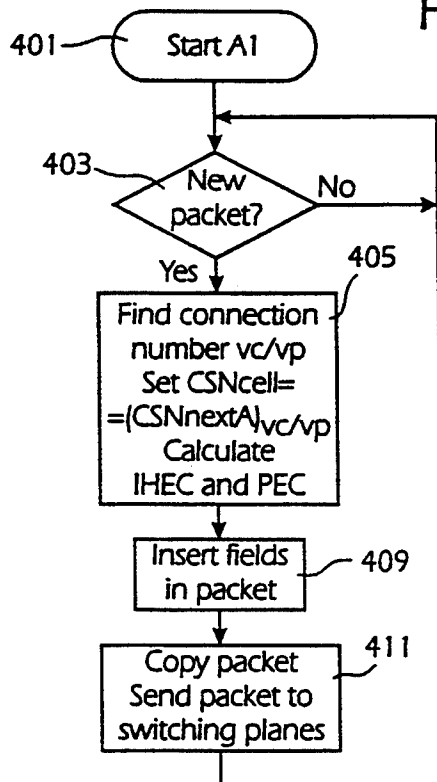 401
Start A1
403
New
packet?
No
Yes
405
Find connection
number vc/vp
Set CSNcell=
=(CSNnextA)vc/vp
Calculate
IHEC and PEC
Insert fields
in packet
409
411
Copy packet
Send packet to
switching planes